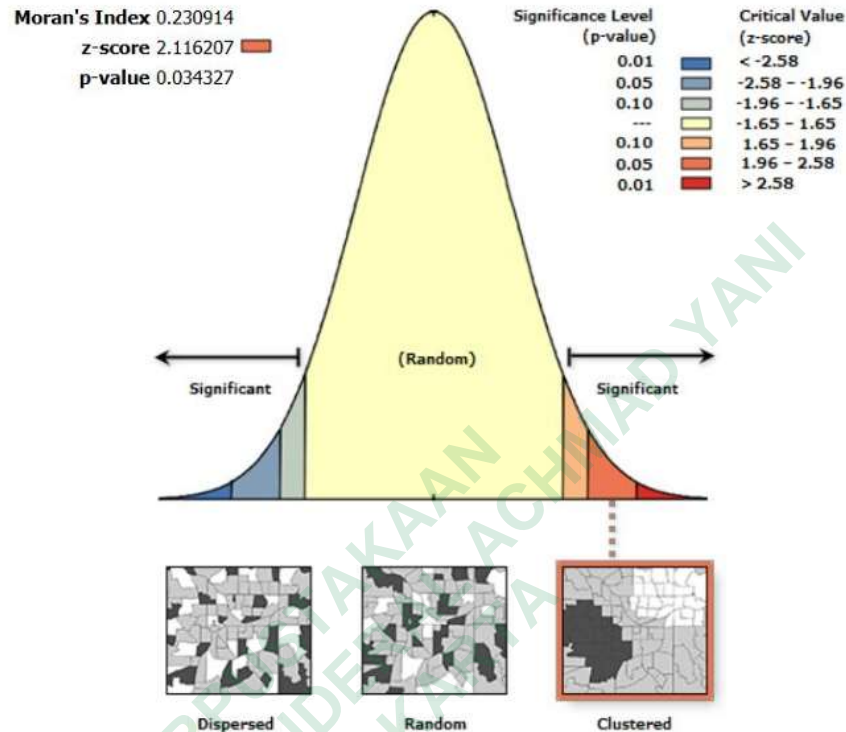 Moran's Index 0.230914
z-score 2.116207
p-value 0.034327
Significance Level
(p-value)
Critical Value
(z-score)
0.01 < -2.58
0.05 -2.58 – -1.96
0.10 -1.96 – -1.65
--- -1.65 – 1.65
0.10 1.65 – 1.96
0.05 1.96 – 2.58
0.01 > 2.58
(Random)
Significant
Significant
Dispersed
Random
Clustered
ACHMAD YANI